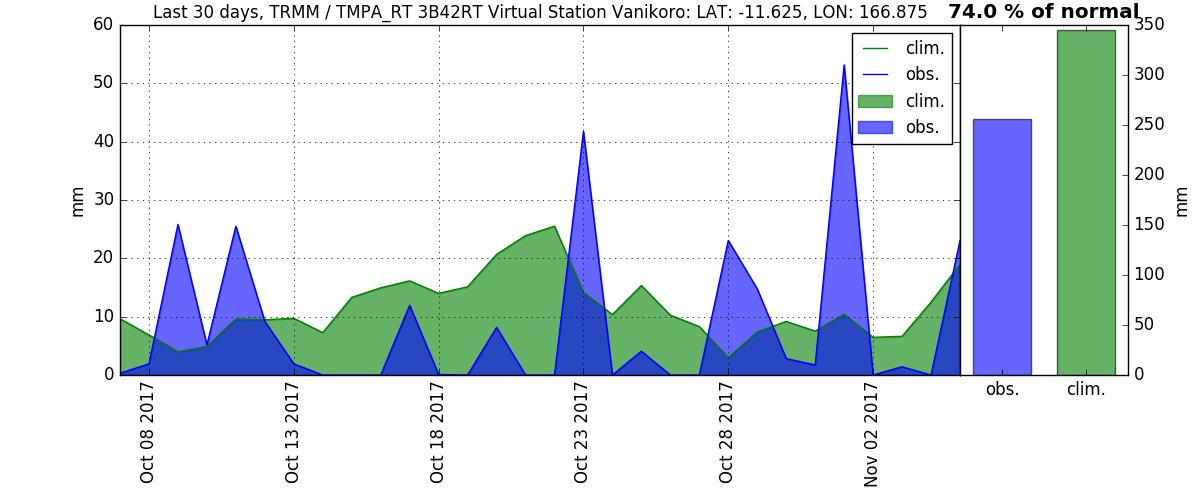 Last 30 days, TRMM / TMPA_RT 3B42RT Virtual Station Vanikoro: LAT: -11.625, LON: 166.875
74.0 % of normal
60
50
40
30
20
10
0
mm
clim.
obs.
clim.
obs.
Oct 08 2017
Oct 13 2017
Oct 18 2017
Oct 23 2017
Oct 28 2017
Nov 02 2017
350
300
250
200
150
100
50
0
mm
obs.
clim.